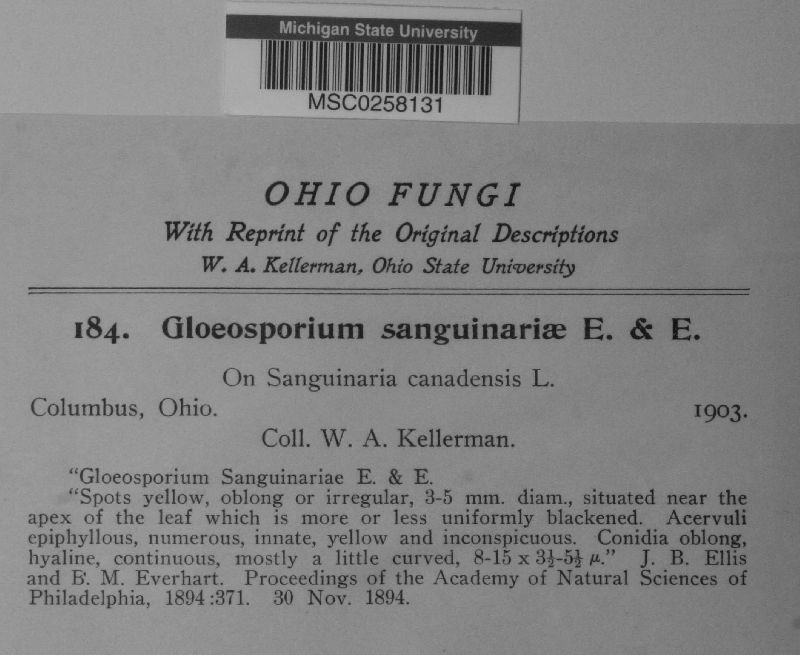 Michigan State University
MSC0258131
OHIO FUNGI
With Reprint of the Original Descriptions
W. A. Kellerman, Ohio State University
184. Gloeosporium sanguinariæ E. & E.
On Sanguinaria canadensis L.
Columbus, Ohio. 1903.
Coll. W. A. Kellerman.
“Gloeosporium Sanguinariae E. & E.
“Spots yellow, oblong or irregular, 3-5 mm. diam., situated near the
apex of the leaf which is more or less uniformly blackened. Acervuli
epiphyllous, numerous, innate, yellow and inconspicuous. Conidia oblong,
hyaline, continuous, mostly a little curved, 8-15 x 3½-5½ µ.” J. B. Ellis
and B. M. Everhart. Proceedings of the Academy of Natural Sciences of
Philadelphia, 1894:371. 30 Nov. 1894.